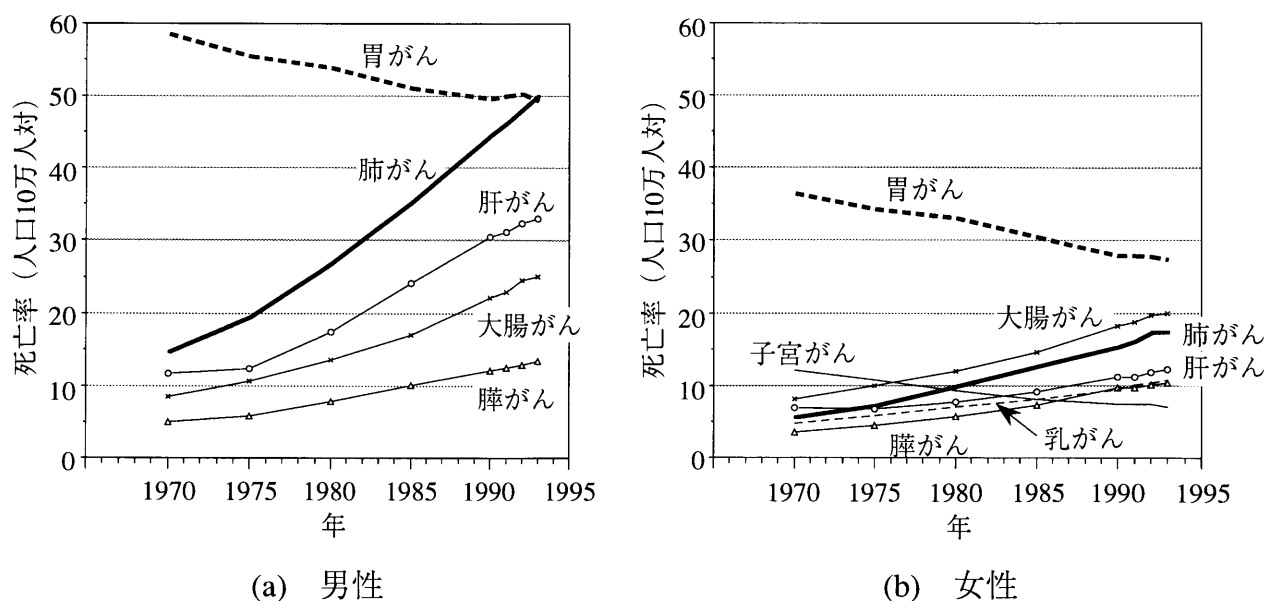 60
50
40
30
20
10
0
死亡率（人口10万人対）
胃がん
肺がん
肝がん
大腸がん
膵がん
1970 1975 1980 1985 1990 1995
年
(a) 男性
60
50
40
30
20
10
0
死亡率（人口10万人対）
胃がん
大腸がん
子宮がん
肺がん
肝がん
乳がん
膵がん
1970 1975 1980 1985 1990 1995
年
(b) 女性